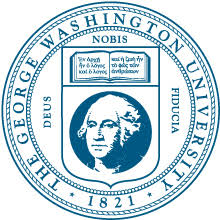 THE GEORGE WASHINGTON UNIVERSITY
DEUS
NOBIS
FIDUCIA
Ἐν ἀρχῇ
ἦν ὁ λόγος
καὶ ὁ λόγος
καὶ ἡ ζωὴ ἦν
τὸ φῶς τῶν
ἀνθρώπων
1821